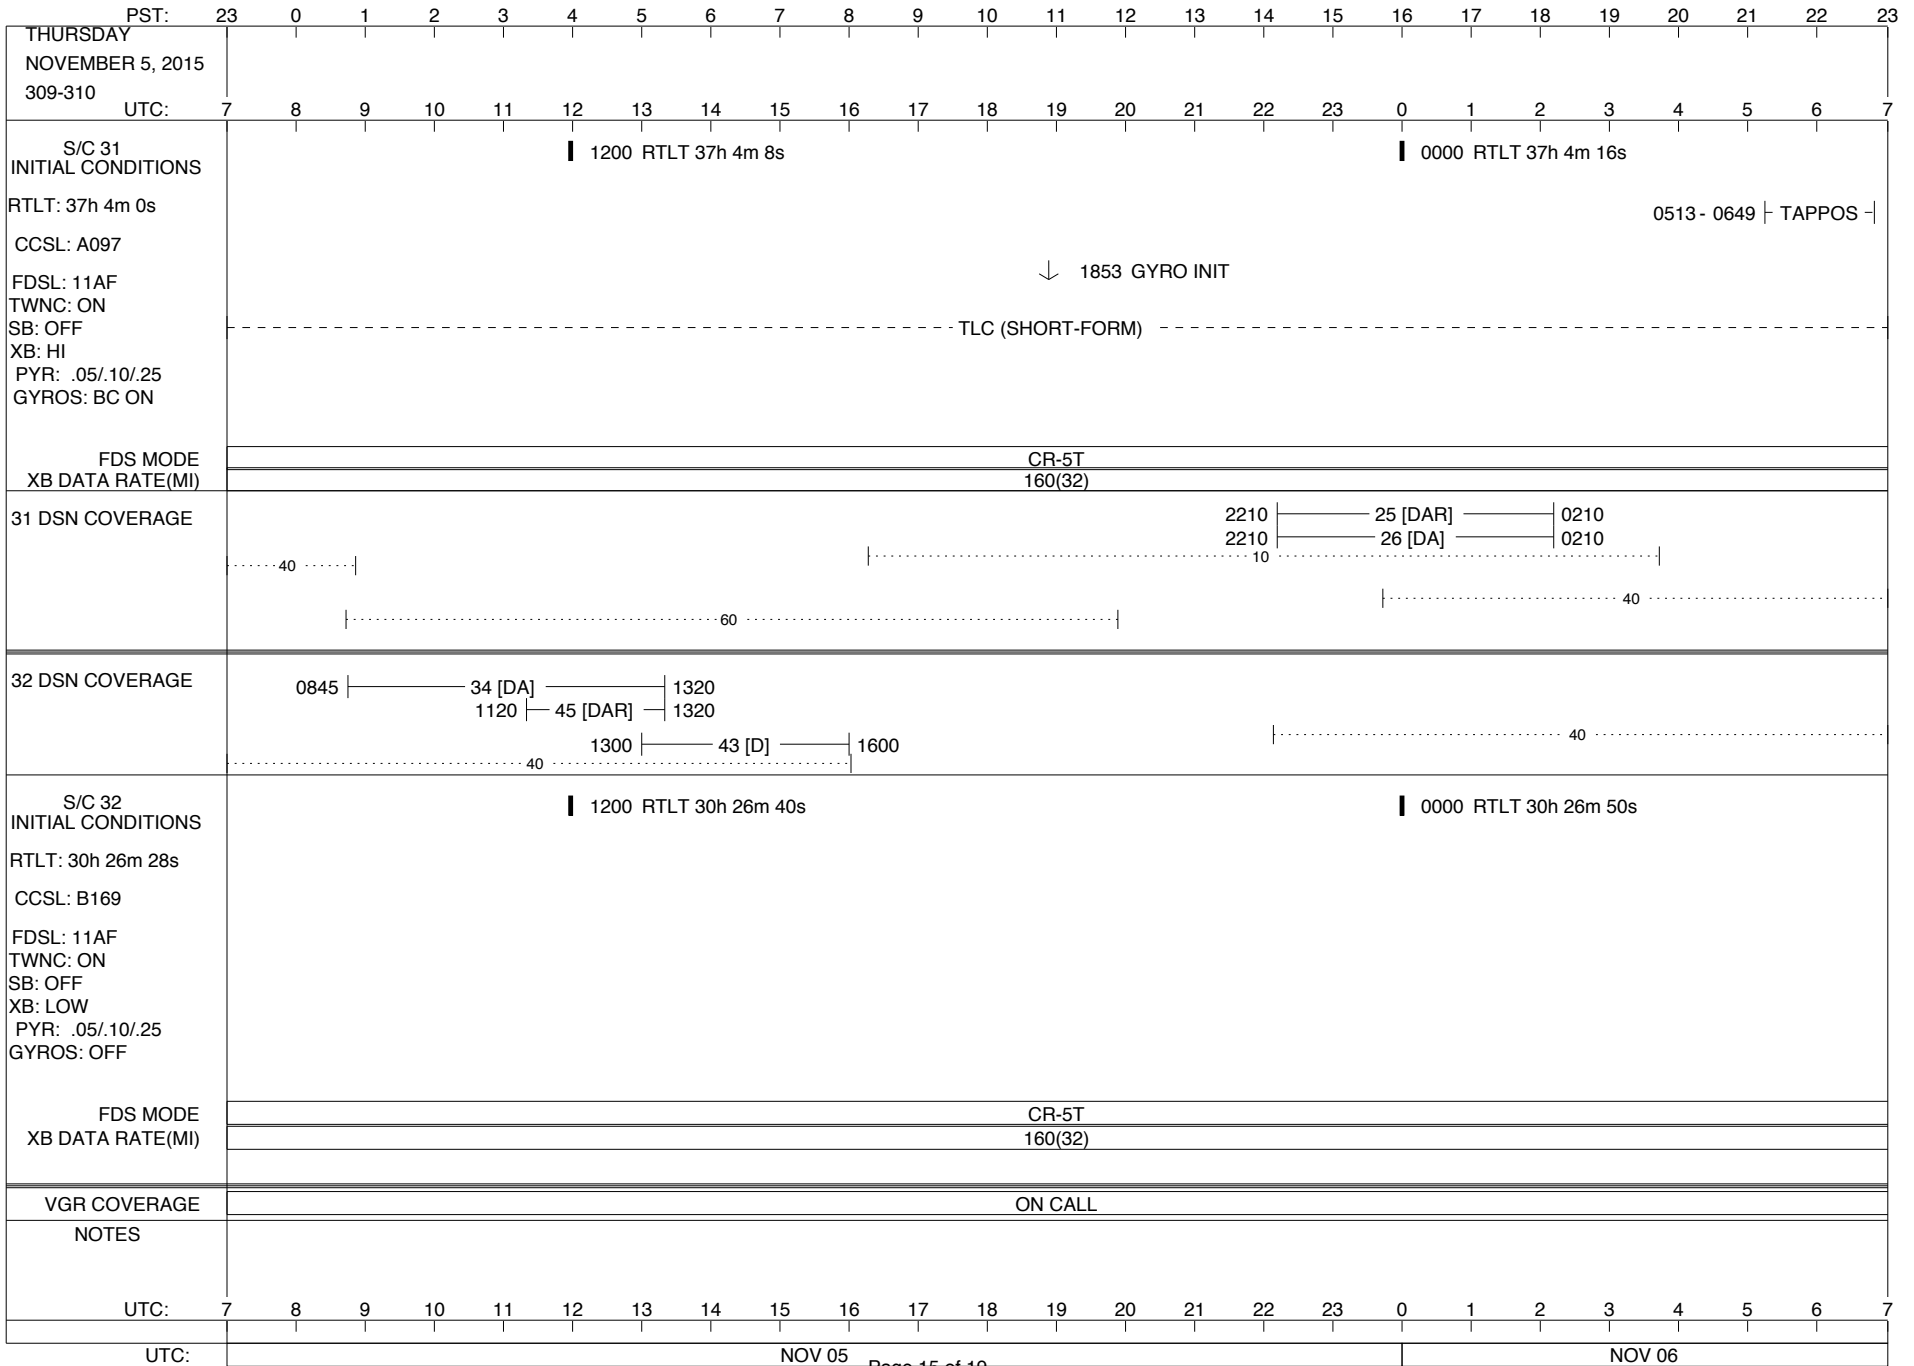 PST: 23 0 1 2 3 4 5 6 7 8 9 10 11 12 13 14 15 16 17 18 19 20 21 22 23
THURSDAY
NOVEMBER 5, 2015
309-310
UTC: 7 8 9 10 11 12 13 14 15 16 17 18 19 20 21 22 23 0 1 2 3 4 5 6 7
S/C 31
INITIAL CONDITIONS
1200 RTLT 37h 4m 8s
0000 RTLT 37h 4m 16s
RTLT: 37h 4m 0s
0513 - 0649 TAPPOS
CCSL: A097
1853 GYRO INIT
FDSL: 11AF
TWNC: ON
SB: OFF
TLC (SHORT-FORM)
XB: HI
PYR: .05/.10/.25
GYROS: BC ON
FDS MODE CR-5T
XB DATA RATE(MI) 160(32)
31 DSN COVERAGE
2210 25 [DAR] 0210
2210 26 [DA] 0210
10
40
40
60
32 DSN COVERAGE
0845 34 [DA] 1320
1120 45 [DAR] 1320
40
1300 43 [D] 1600
40
S/C 32
INITIAL CONDITIONS
1200 RTLT 30h 26m 40s
0000 RTLT 30h 26m 50s
RTLT: 30h 26m 28s
CCSL: B169
FDSL: 11AF
TWNC: ON
SB: OFF
XB: LOW
PYR: .05/.10/.25
GYROS: OFF
FDS MODE CR-5T
XB DATA RATE(MI) 160(32)
VGR COVERAGE ON CALL
NOTES
UTC: 7 8 9 10 11 12 13 14 15 16 17 18 19 20 21 22 23 0 1 2 3 4 5 6 7
UTC: NOV 05 NOV 06
Page 15 of 19